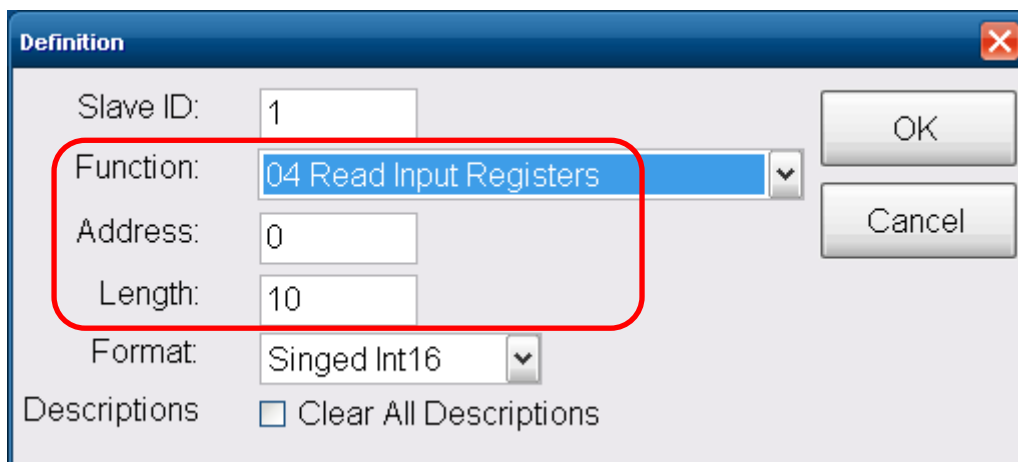 Definition
Slave ID: 1
OK
Function: 04 Read Input Registers
Address: 0
Cancel
Length: 10
Format: Singed Int16
Descriptions Clear All Descriptions